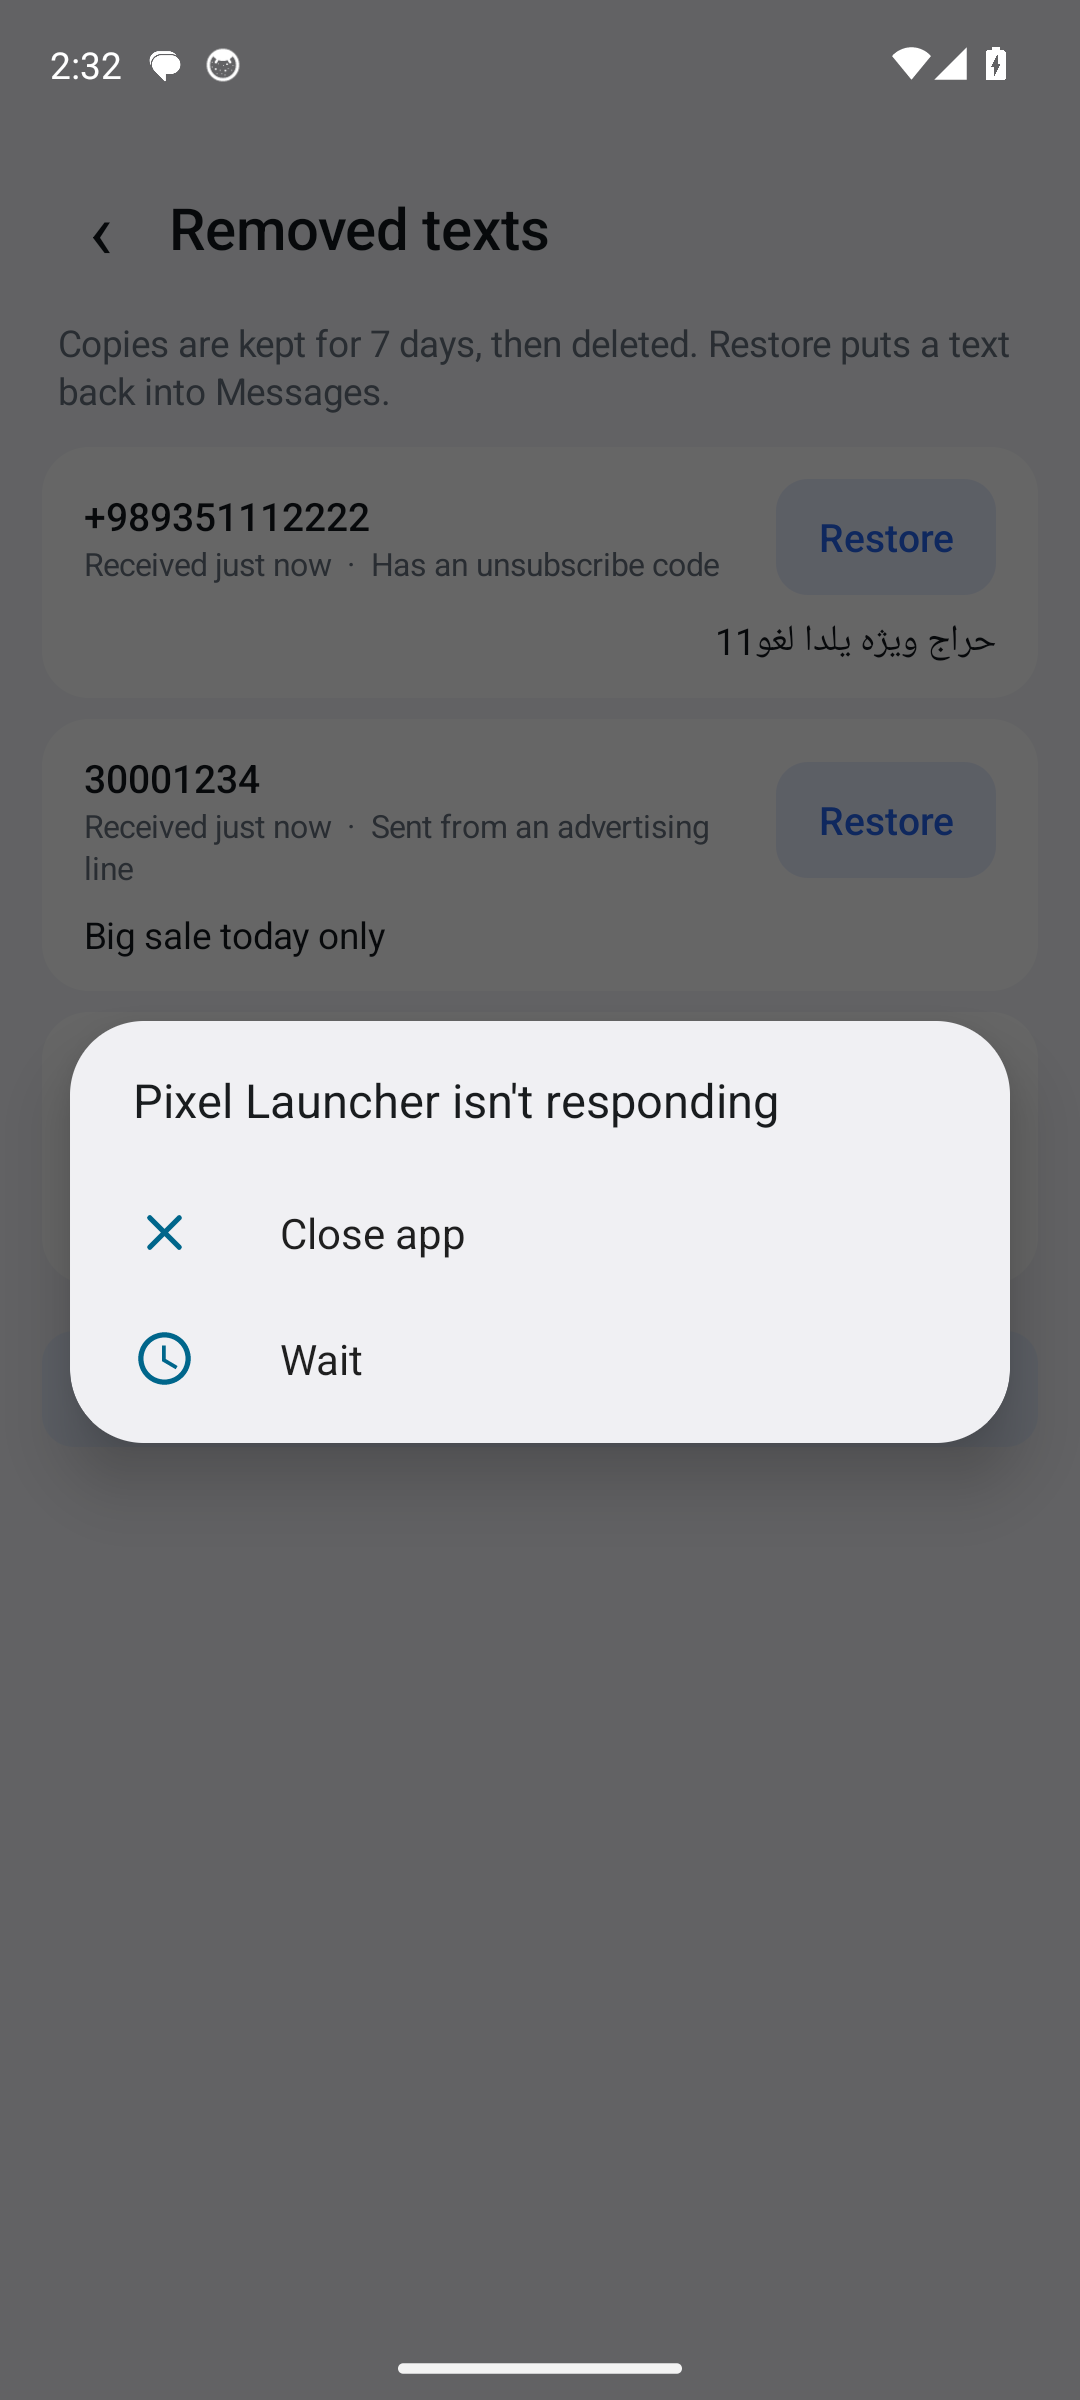 2:32
Removed texts
Copies are kept for 7 days, then deleted. Restore puts a text
back into Messages.
+989351112222
Received just now · Has an unsubscribe code
Restore
حراج ویژه یلدا لغو11
30001234
Received just now · Sent from an advertising
line
Restore
Big sale today only
Pixel Launcher isn't responding
Close app
Wait